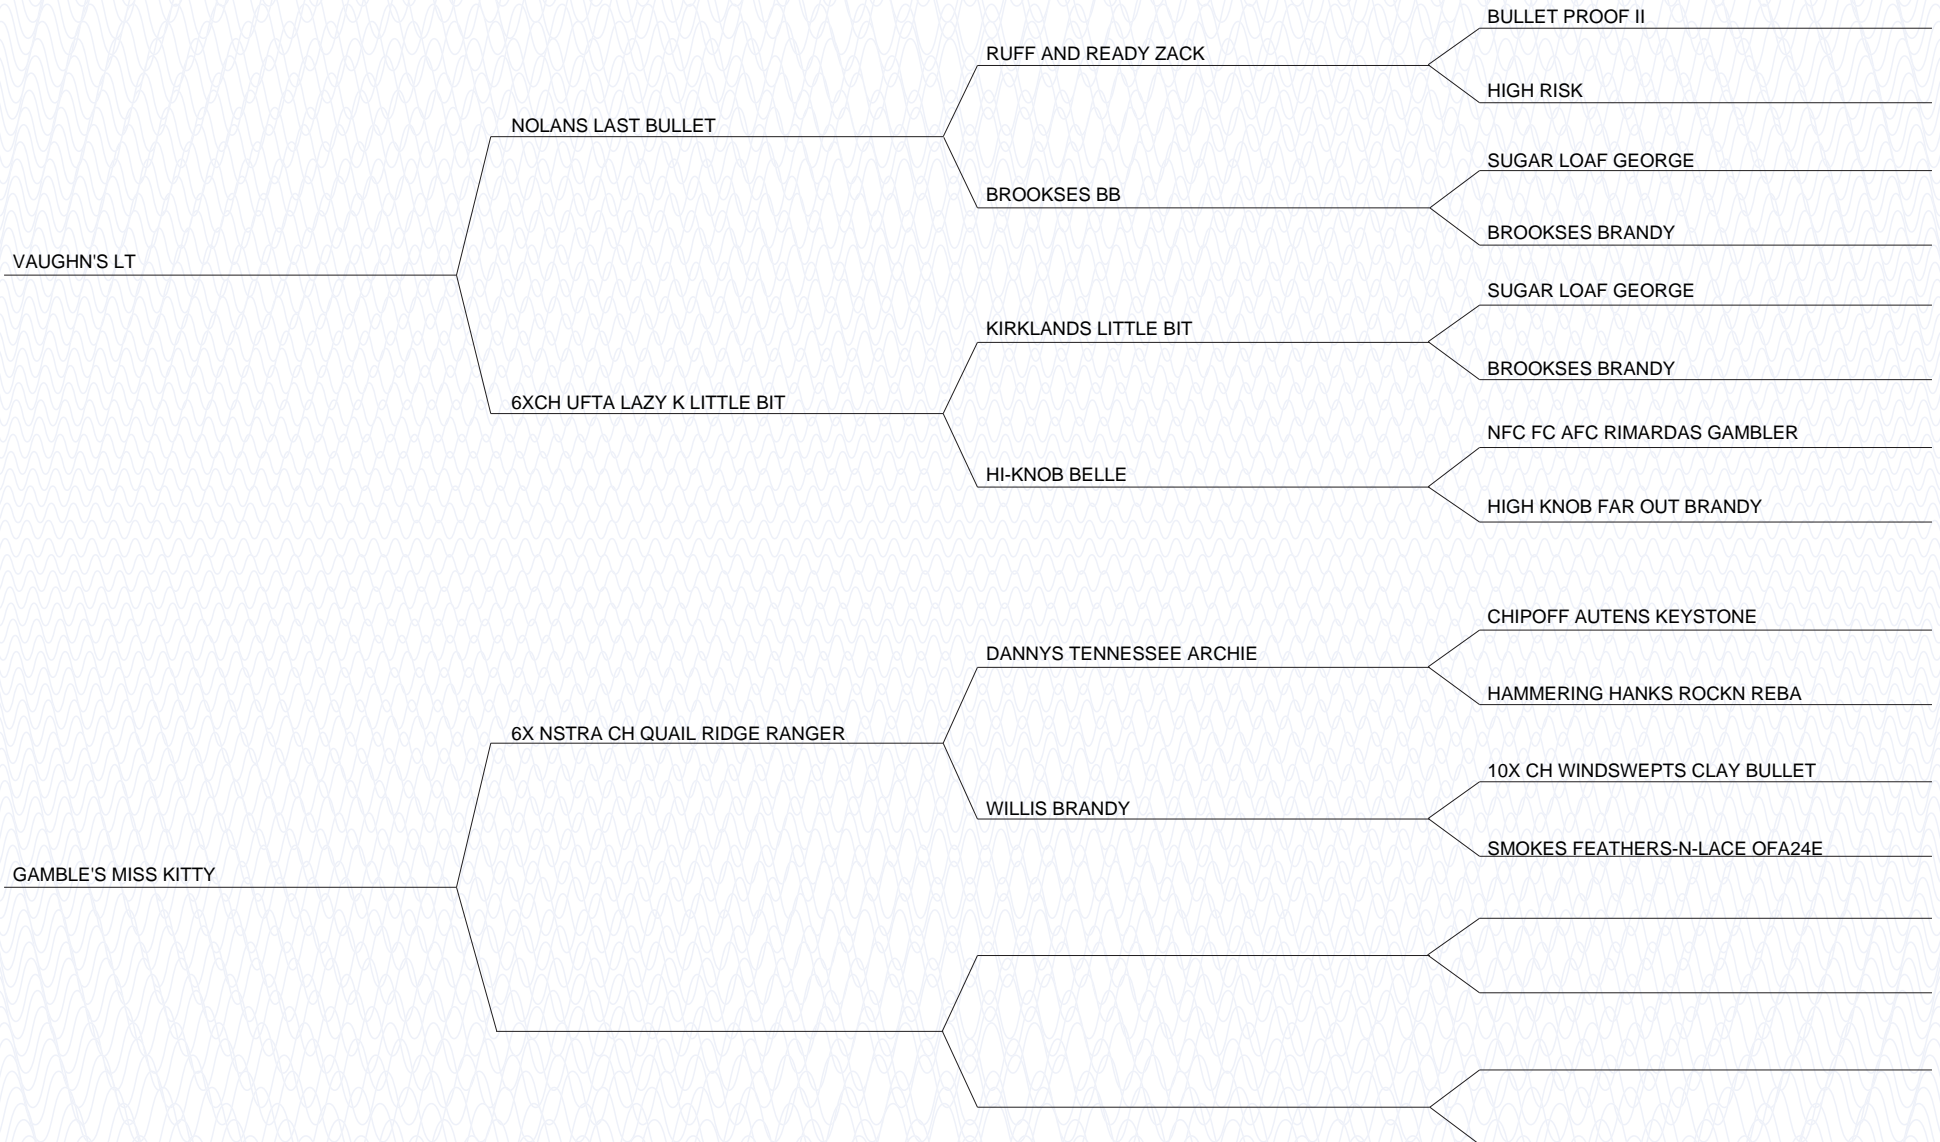 BULLET PROOF II
RUFF AND READY ZACK
HIGH RISK
NOLANS LAST BULLET
SUGAR LOAF GEORGE
BROOKSES BB
BROOKSES BRANDY
VAUGHN'S LT
SUGAR LOAF GEORGE
KIRKLANDS LITTLE BIT
BROOKSES BRANDY
6XCH UFTA LAZY K LITTLE BIT
NFC FC AFC RIMARDAS GAMBLER
HI-KNOB BELLE
HIGH KNOB FAR OUT BRANDY
CHIPOFF AUTENS KEYSTONE
DANNYS TENNESSEE ARCHIE
HAMMERING HANKS ROCKN REBA
6X NSTRA CH QUAIL RIDGE RANGER
10X CH WINDSWEPTS CLAY BULLET
WILLIS BRANDY
SMOKES FEATHERS-N-LACE OFA24E
GAMBLE'S MISS KITTY